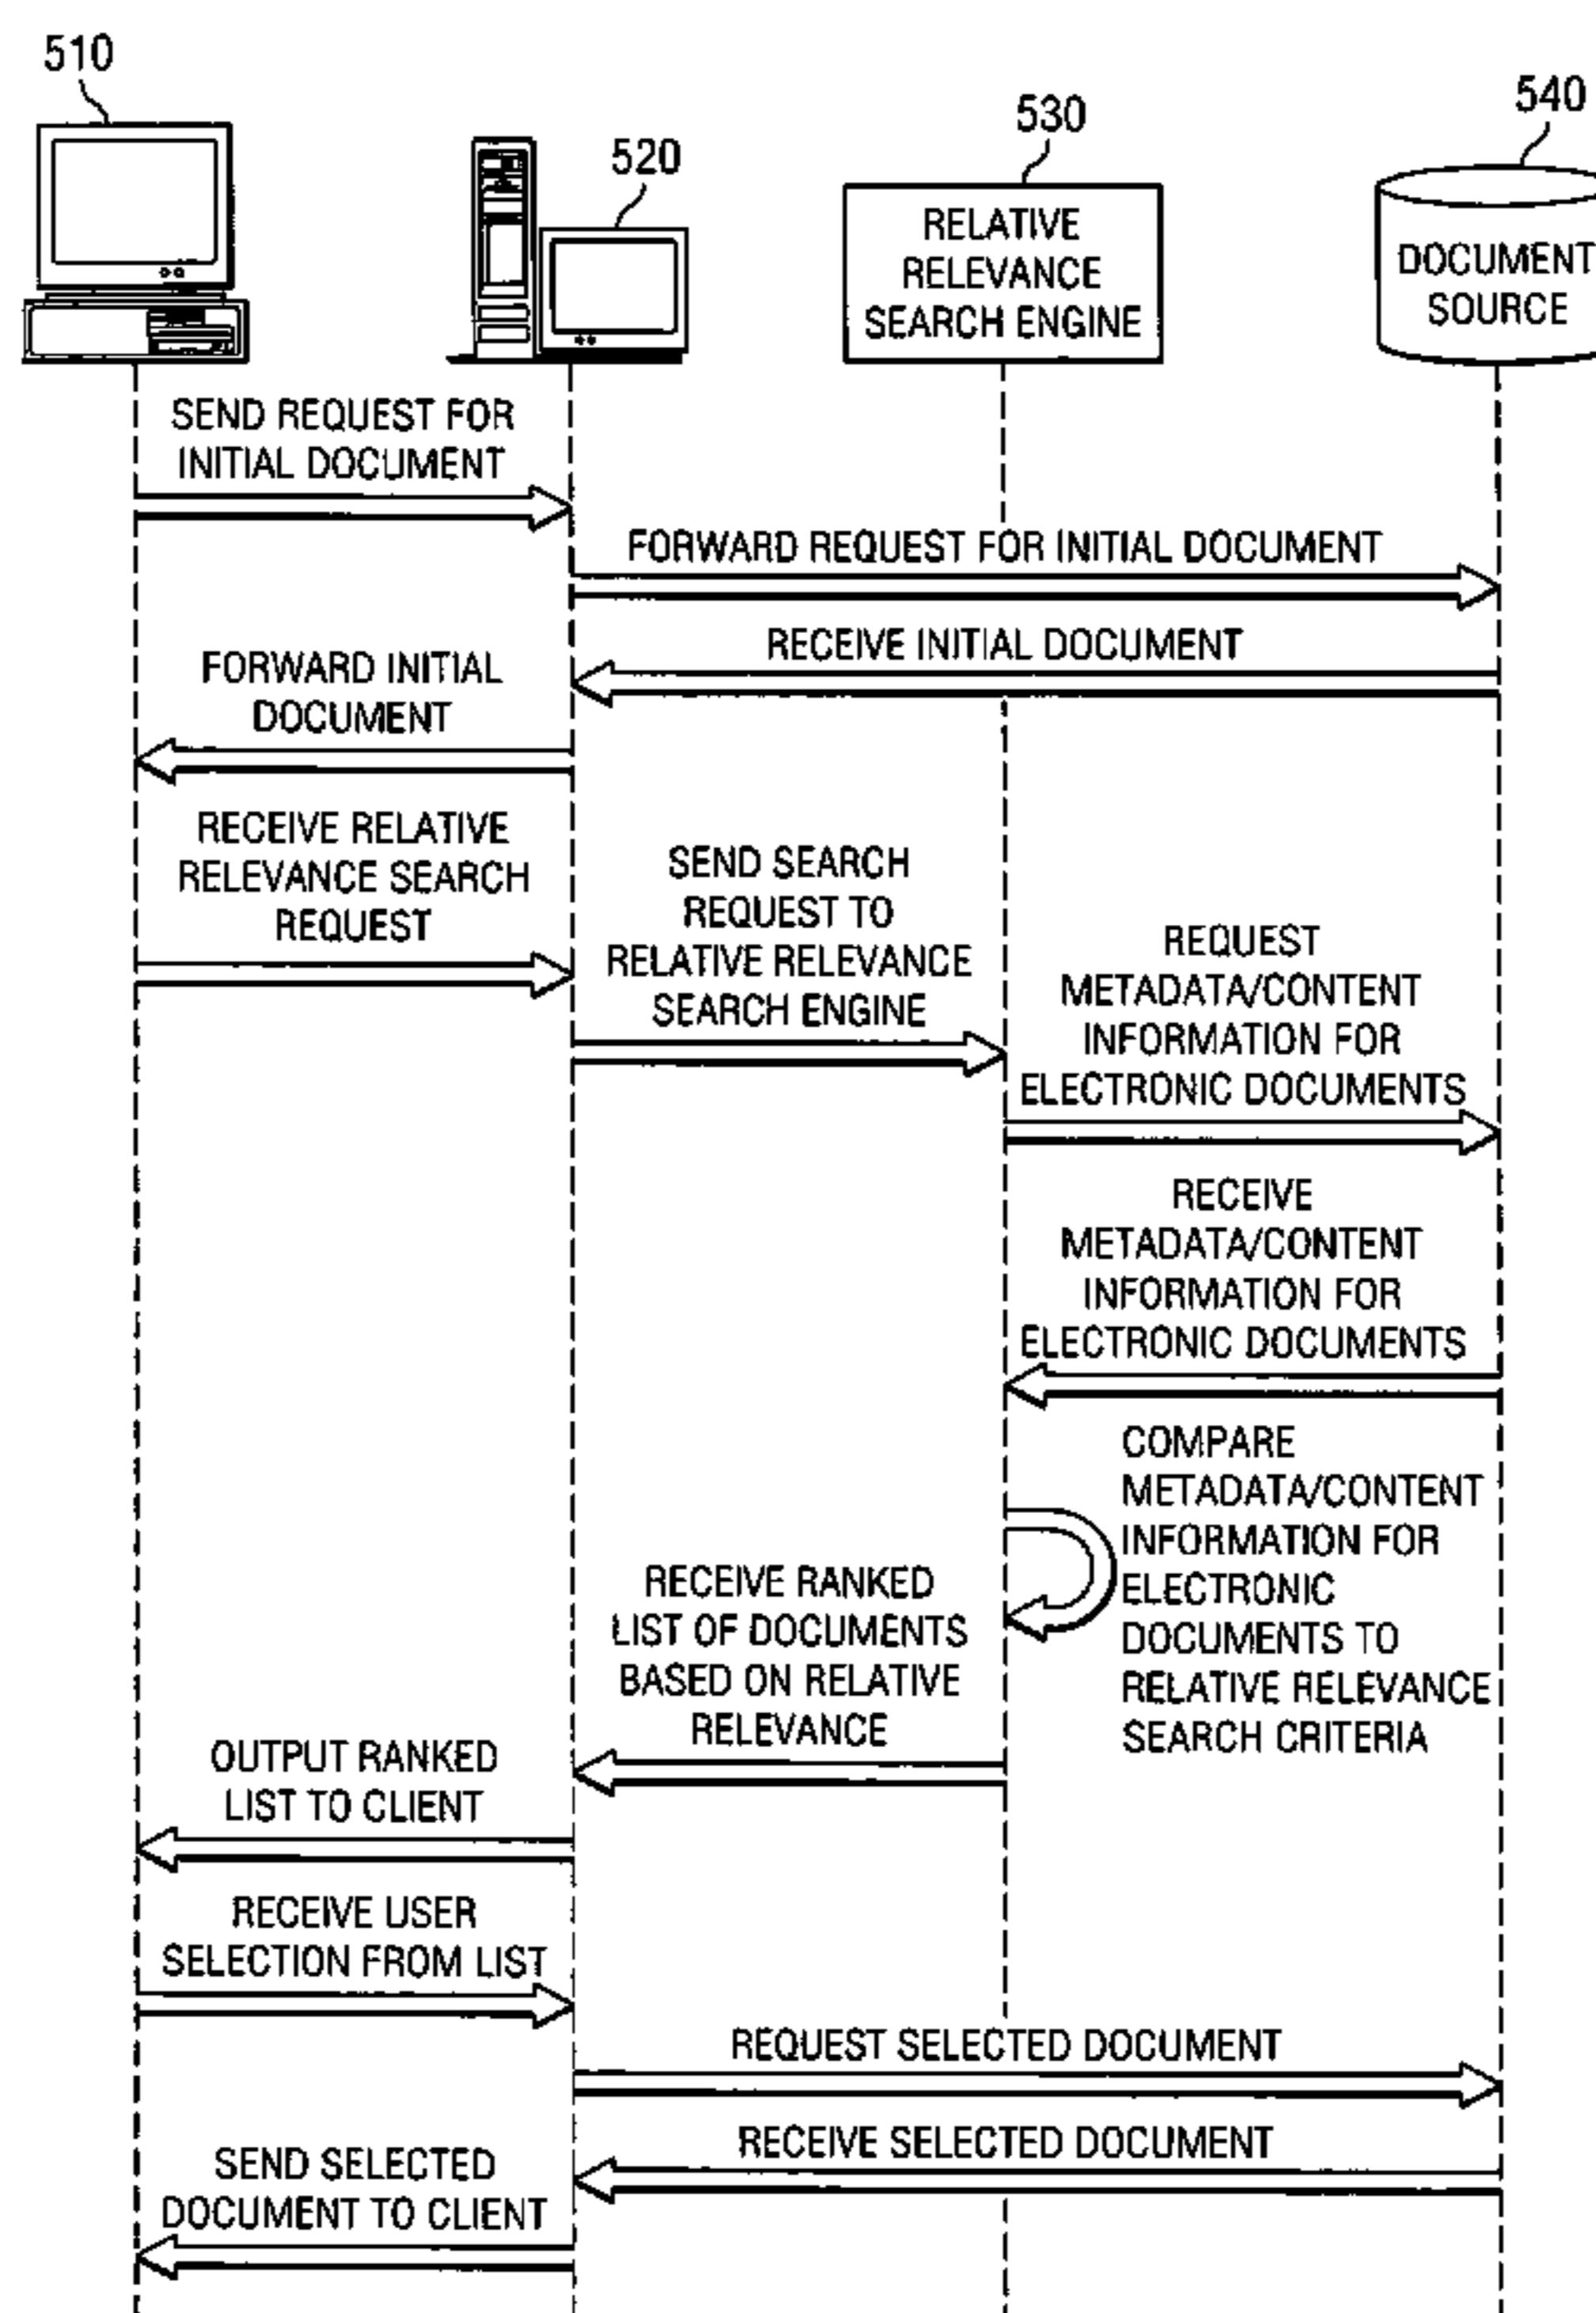 510
520
530
540
RELATIVE
RELEVANCE
SEARCH ENGINE
DOCUMENT
SOURCE
SEND REQUEST FOR
INITIAL DOCUMENT
FORWARD REQUEST FOR INITIAL DOCUMENT
RECEIVE INITIAL DOCUMENT
FORWARD INITIAL
DOCUMENT
RECEIVE RELATIVE
RELEVANCE SEARCH
REQUEST
SEND SEARCH
REQUEST TO
RELATIVE RELEVANCE
SEARCH ENGINE
REQUEST
METADATA/CONTENT
INFORMATION FOR
ELECTRONIC DOCUMENTS
RECEIVE
METADATA/CONTENT
INFORMATION FOR
ELECTRONIC DOCUMENTS
COMPARE
METADATA/CONTENT
INFORMATION FOR
ELECTRONIC
DOCUMENTS TO
RELATIVE RELEVANCE
SEARCH CRITERIA
RECEIVE RANKED
LIST OF DOCUMENTS
BASED ON RELATIVE
RELEVANCE
OUTPUT RANKED
LIST TO CLIENT
RECEIVE USER
SELECTION FROM LIST
REQUEST SELECTED DOCUMENT
RECEIVE SELECTED DOCUMENT
SEND SELECTED
DOCUMENT TO CLIENT